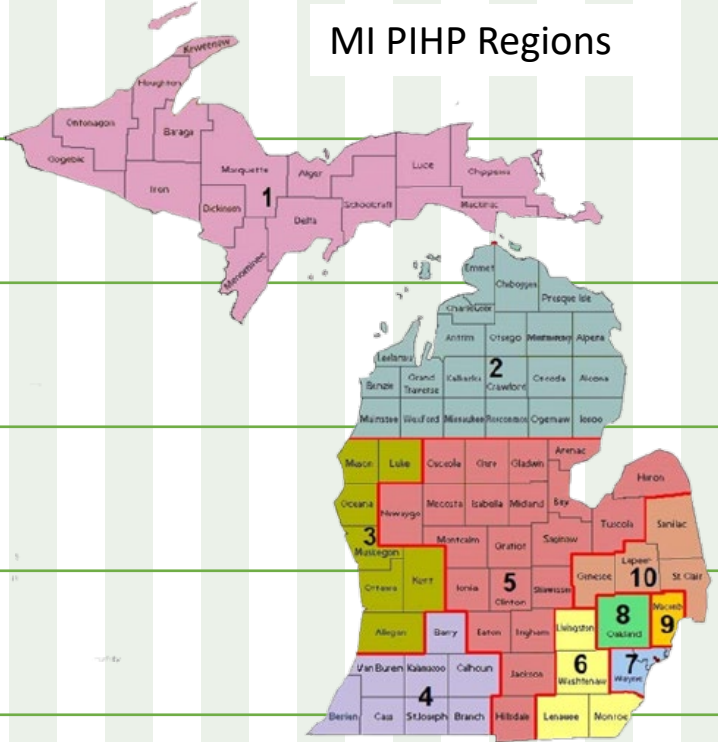 MI PIHP Regions
Keweenaw
Houghton
Ontonagon
Baraga
Gogebic
Marquette
Alger
Luce
Chippewa
Iron
1
Schoolcraft
Mackinac
Dickinson
Delta
Menominee
Emmet
Cheboygan
Presque Isle
Charlevoix
Antrim
Otsego
Montmorency
Alpena
Leelanau
2
Benzie
Grand
Traverse
Kalkaska
Crawford
Oscoda
Alcona
Manistee
Wexford
Missaukee
Roscommon
Ogemaw
Iosco
Mason
Lake
Osceola
Clare
Gladwin
Arenac
Huron
Oceana
Newaygo
Mecosta
Isabella
Midland
Bay
Tuscola
Sanilac
3
Muskegon
Montcalm
Gratiot
Saginaw
Lapeer
Genesee
10
St Clair
Ottawa
Kent
Ionia
5
Clinton
Shiawassee
Macomb
8
9
Oakland
Allegan
Barry
Eaton
Ingham
Livingston
6
7
Washtenaw
Wayne
Van Buren
Kalamazoo
Calhoun
Jackson
4
Berrien
Cass
St.Joseph
Branch
Hillsdale
Lenawee
Monroe